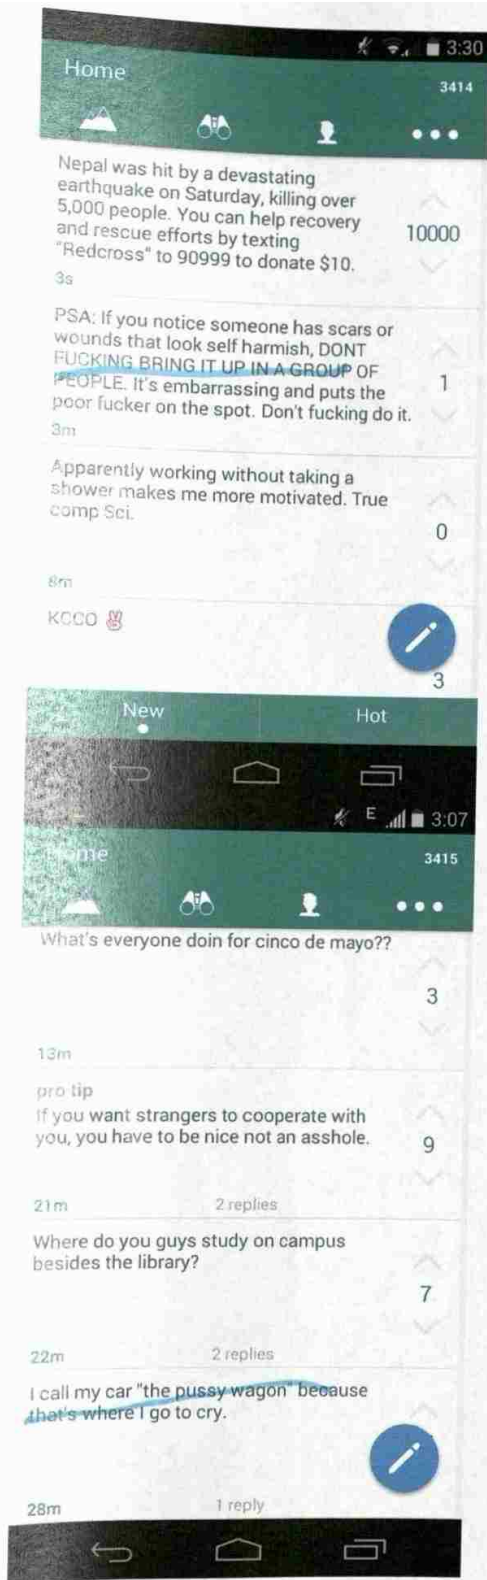 3:30
Home
3414
Nepal was hit by a devastating
earthquake on Saturday, killing over
5,000 people. You can help recovery
and rescue efforts by texting
"Redcross" to 90999 to donate $10.
10000
3s
PSA: If you notice someone has scars or
wounds that look self harmish, DONT
FUCKING BRING IT UP IN A GROUP OF
PEOPLE. It's embarrassing and puts the
poor fucker on the spot. Don't fucking do it.
1
3m
Apparently working without taking a
shower makes me more motivated. True
comp Sci.
0
8m
KCCO ✌
3
New
Hot
E 3:07
Home
3415
What's everyone doin for cinco de mayo??
3
13m
pro tip
If you want strangers to cooperate with
you, you have to be nice not an asshole.
9
21m 2 replies
Where do you guys study on campus
besides the library?
7
22m 2 replies
I call my car "the pussy wagon" because
that's where I go to cry.
28m 1 reply